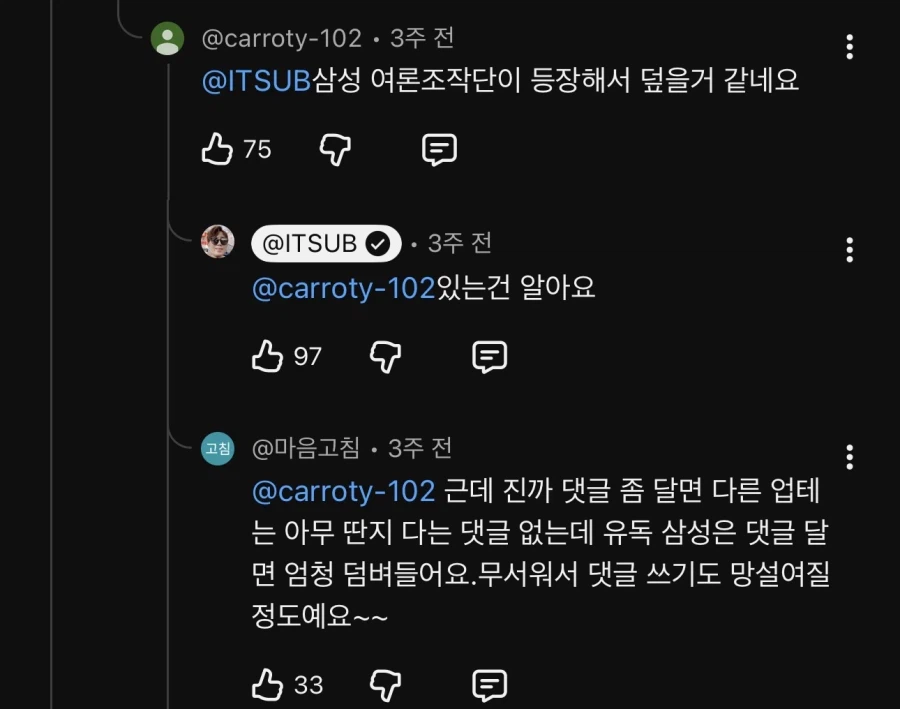 @carroty-102 • 3주 전
@ITSUB삼성 여론조작단이 등장해서 덮을거 같네요
75
@ITSUB • 3주 전
@carroty-102있는건 알아요
97
고침 @마음고침 • 3주 전
@carroty-102 근데 진까 댓글 좀 달면 다른 업테
는 아무 딴지 다는 댓글 없는데 유독 삼성은 댓글 달
면 엄청 덤벼들어요.무서워서 댓글 쓰기도 망설여질
정도예요~~
33